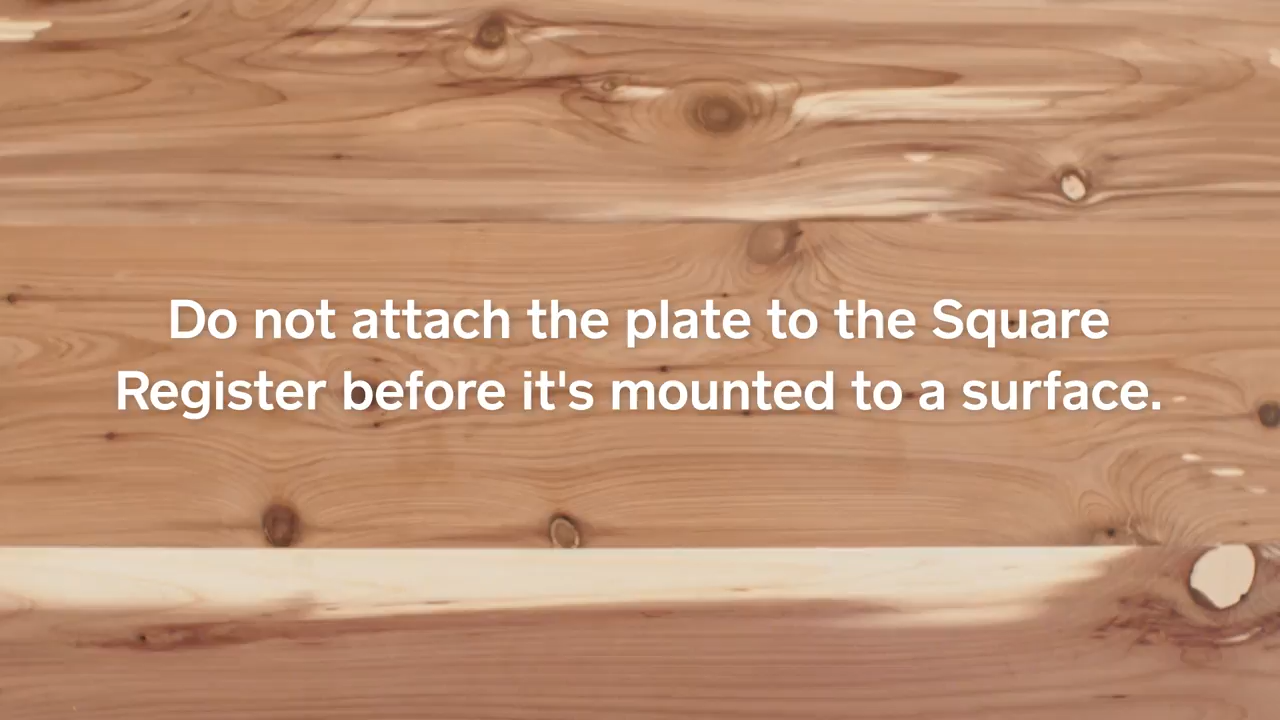 Do not attach the plate to the Square
Register before it's mounted to a surface.